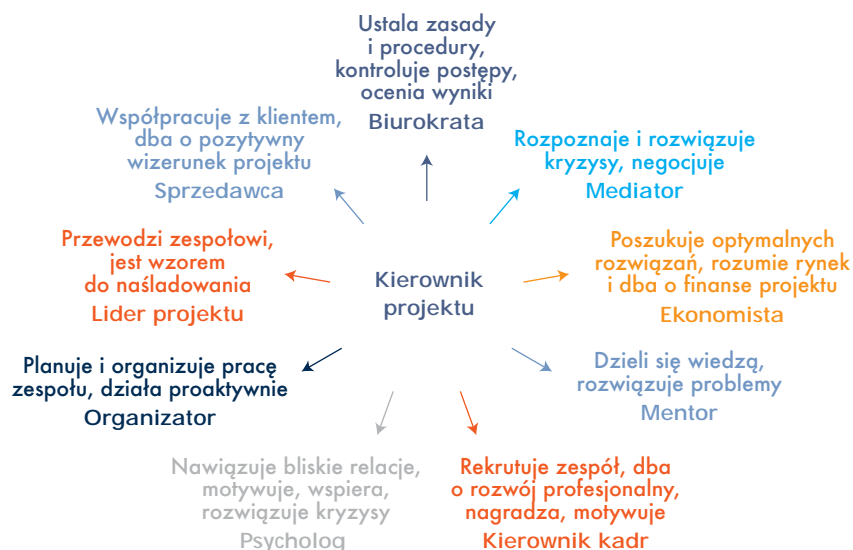 Ustala zasady
i procedury,
kontroluje postępy,
ocenia wyniki
Biurokrata
Współpracuje z klientem,
dba o pozytywny
wizerunek projektu
Sprzedawca
Rozpoznaje i rozwiązuje
kryzysy, negocjuje
Mediator
Przewodzi zespołowi,
jest wzorem
do naśladowania
Lider projektu
Kierownik
projektu
Poszukuje optymalnych
rozwiązań, rozumie rynek
i dba o finanse projektu
Ekonomista
Planuje i organizuje pracę
zespołu, działa proaktywnie
Organizator
Dzieli się wiedzą,
rozwiązuje problemy
Mentor
Nawiązuje bliskie relacje,
motywuje, wspiera,
rozwiązuje kryzysy
Psycholog
Rekrutuje zespół, dba
o rozwój profesjonalny,
nagradza, motywuje
Kierownik kadr